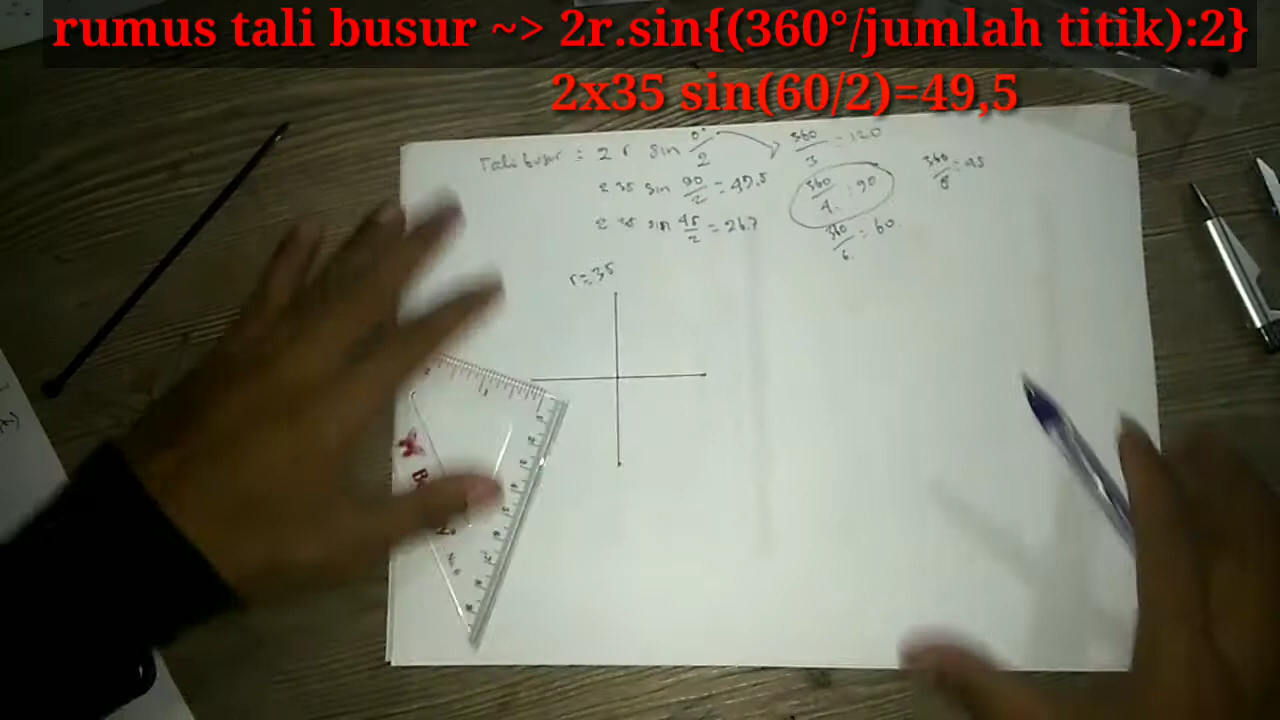 rumus tali busur ~> 2r.sin{(360°/jumlah titik):2}
2x35 sin(60/2)=49,5
Tali busur = 2 r sin 0°/2
360/3 = 120
2 35 sin 90/2 = 49,5
360/4 = 90
360/8 = 45
2 35 sin 45/2 = 26.7
360/6 = 60
r = 35